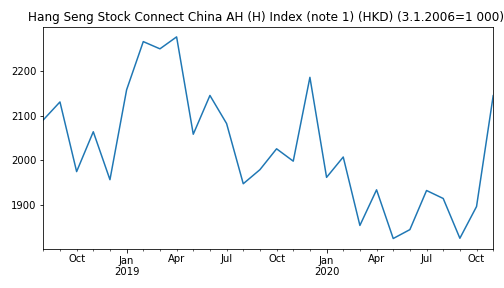 Hang Seng Stock Connect China AH (H) Index (note 1) (HKD) (3.1.2006=1 000)
2200
2100
2000
1900
Oct Jan Apr Jul Oct Jan Apr Jul Oct
2019 2020